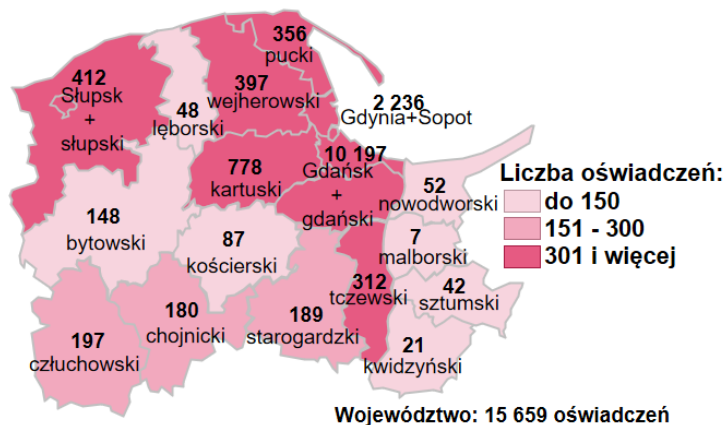 356
pucki
412
Słupsk
+
słupski
397
wejherowski
48
lęborski
2 236
Gdynia+Sopot
778
kartuski
10 197
Gdańsk
+
gdański
52
nowodworski
Liczba oświadczeń:
do 150
151 - 300
301 i więcej
148
bytowski
87
kościerski
7
malborski
312
tczewski
42
sztumski
197
człuchowski
180
chojnicki
189
starogardzki
21
kwidzyński
Województwo: 15 659 oświadczeń